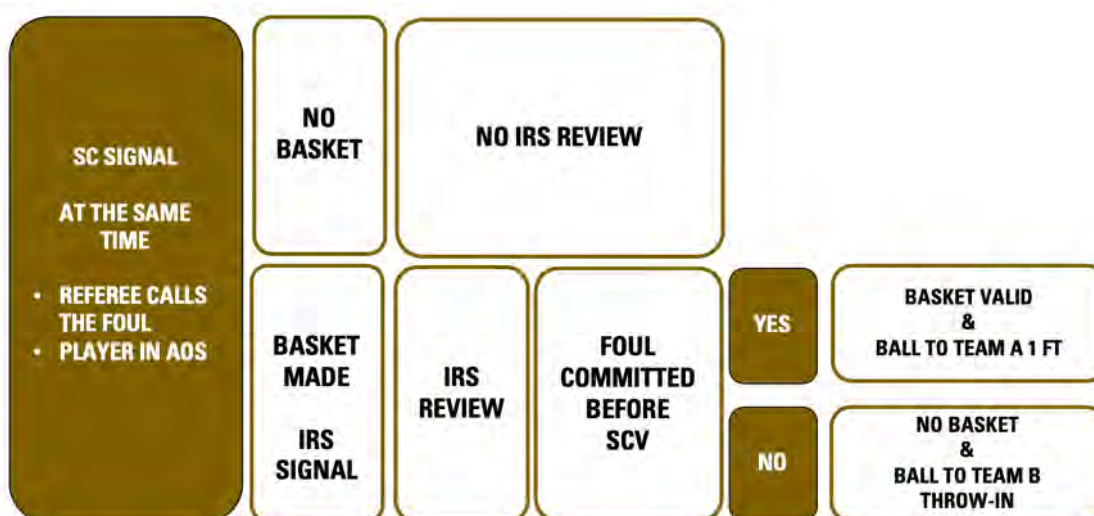 SC SIGNAL
AT THE SAME
TIME
• REFEREE CALLS
THE FOUL
• PLAYER IN AOS
NO
BASKET
NO IRS REVIEW
BASKET
MADE
IRS
SIGNAL
IRS
REVIEW
FOUL
COMMITTED
BEFORE
SCV
YES
BASKET VALID
&
BALL TO TEAM A 1 FT
NO
NO BASKET
&
BALL TO TEAM B
THROW-IN